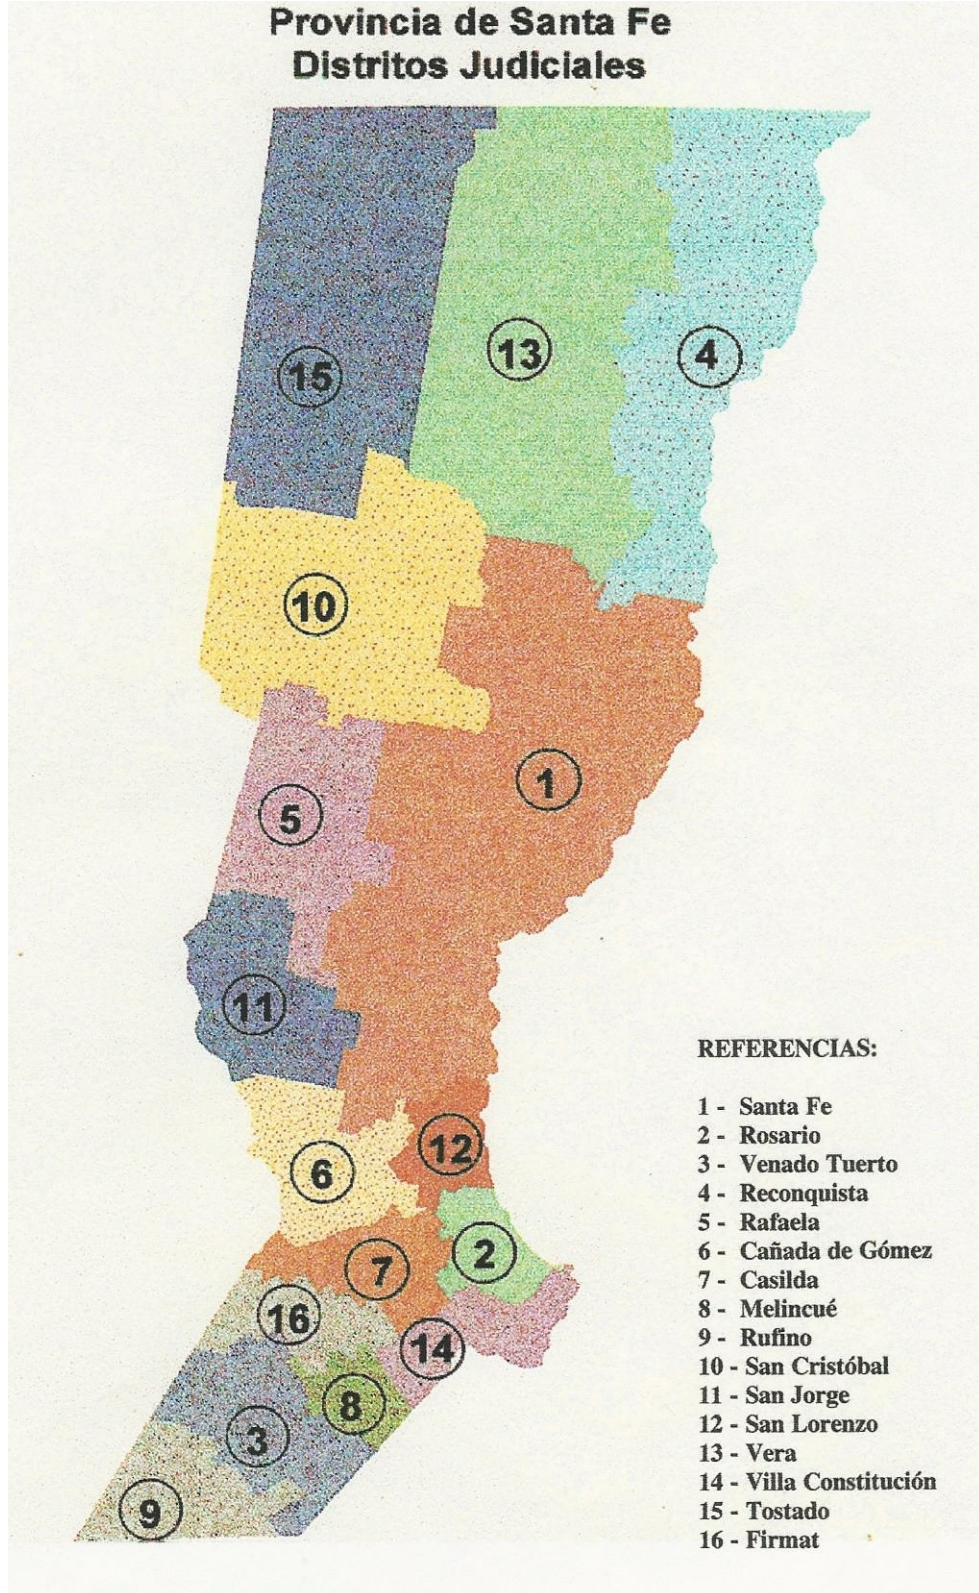 Provincia de Santa Fe
Distritos Judiciales
15
13
4
10
1
5
11
12
6
2
7
16
14
8
3
9
REFERENCIAS:
1 - Santa Fe
2 - Rosario
3 - Venado Tuerto
4 - Reconquista
5 - Rafaela
6 - Cañada de Gómez
7 - Casilda
8 - Melincué
9 - Rufino
10 - San Cristóbal
11 - San Jorge
12 - San Lorenzo
13 - Vera
14 - Villa Constitución
15 - Tostado
16 - Firmat